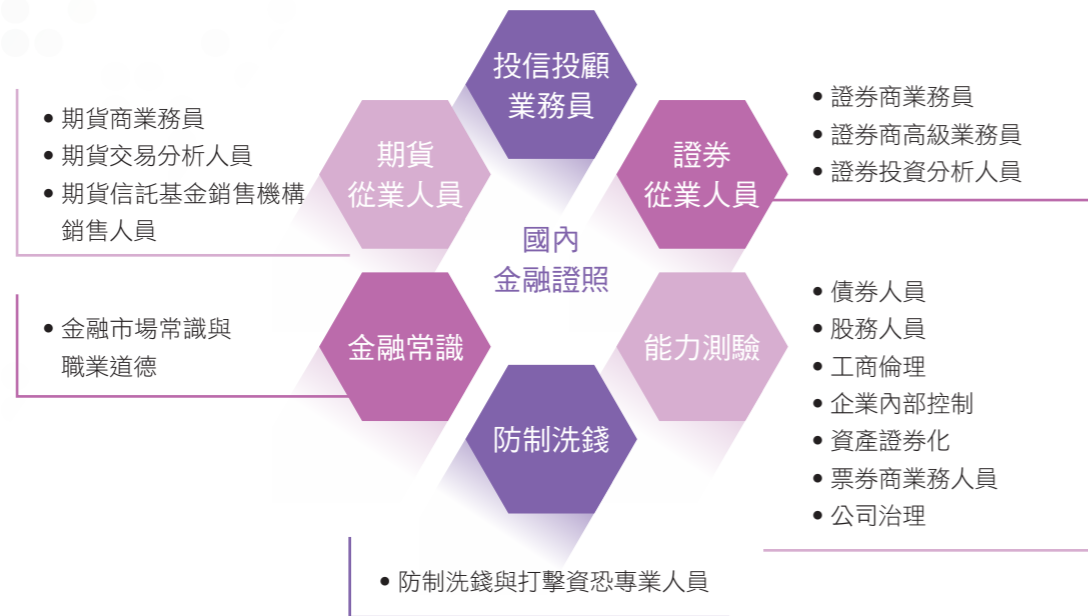 投信投顧
業務員
期貨
從業人員
• 期貨商業務員
• 期貨交易分析人員
• 期貨信託基金銷售機構
銷售人員
證券
從業人員
• 證券商業務員
• 證券商高級業務員
• 證券投資分析人員
國內
金融證照
金融常識
• 金融市場常識與
職業道德
能力測驗
• 債券人員
• 股務人員
• 工商倫理
• 企業內部控制
• 資產證券化
• 票券商業務人員
• 公司治理
防制洗錢
• 防制洗錢與打擊資恐專業人員